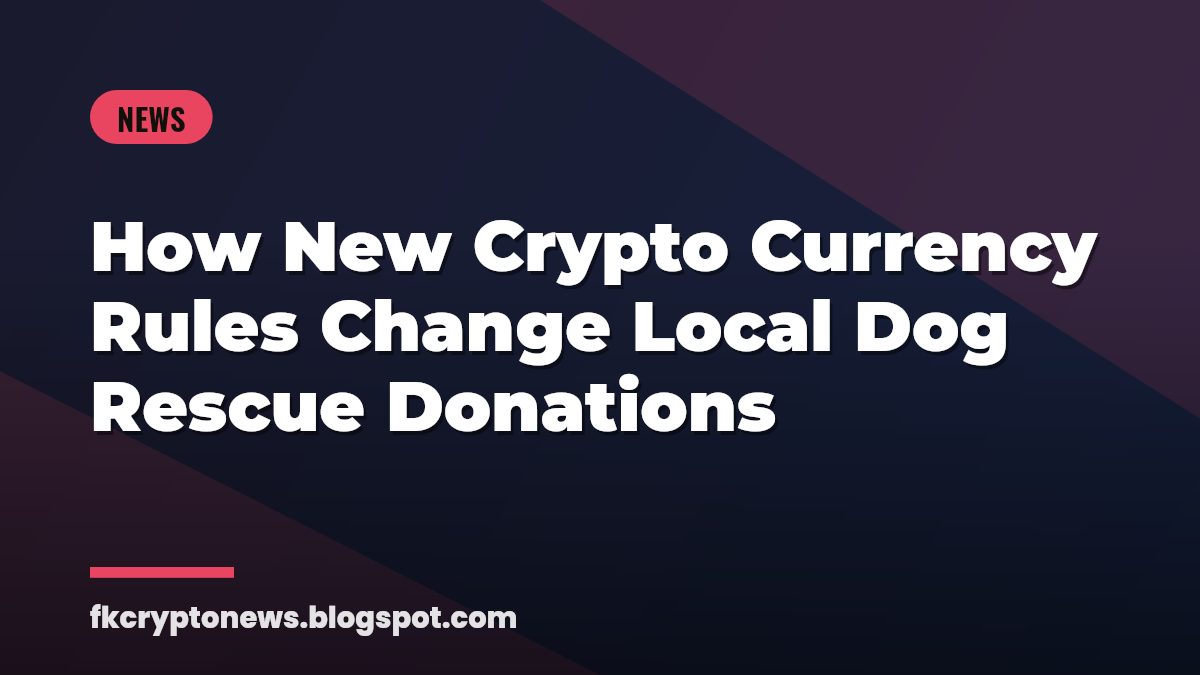 NEWS
How New Crypto Currency
Rules Change Local Dog
Rescue Donations
fkcryptonews.blogspot.com